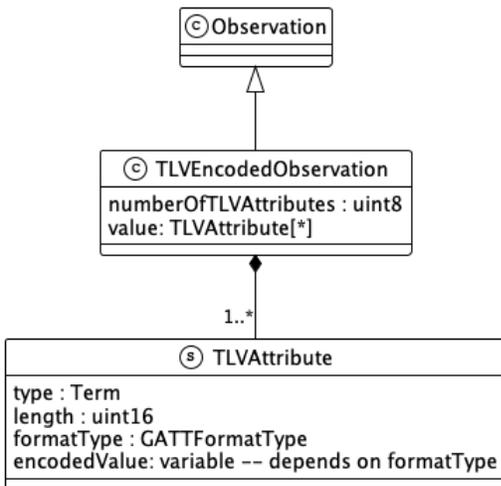 C Observation
C TLVEncodedObservation
numberOfTLVAttributes : uint8
value: TLVAttribute[*]
1..*
S TLVAttribute
type : Term
length : uint16
formatType : GATTFormatType
encodedValue: variable -- depends on formatType